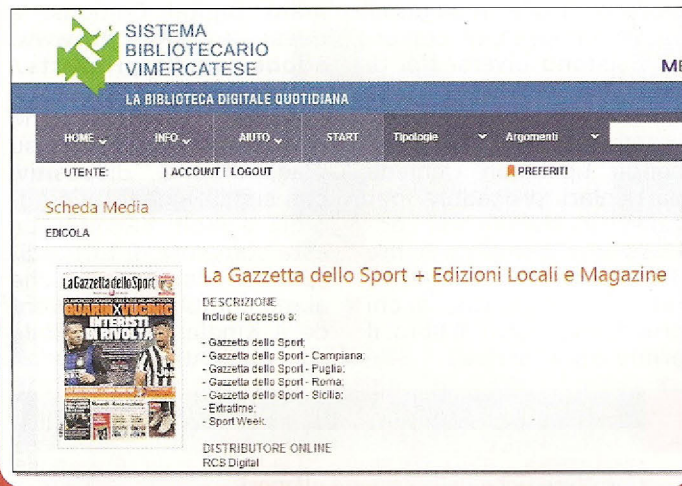 SISTEMA
BIBLIOTECARIO
VIMERCATESE
LA BIBLIOTECA DIGITALE QUOTIDIANA
HOME INFO AIUTO START Tipologie Argomenti
UTENTE: | ACCOUNT | LOGOUT PREFERITI
Scheda Media
EDICOLA
La Gazzetta dello Sport
GUARIN X VUCINIC
INTERISTI
DI RIVOLTA
La Gazzetta dello Sport + Edizioni Locali e Magazine
DESCRIZIONE
Include l'accesso a:
- Gazzetta dello Sport;
- Gazzetta dello Sport - Campiana;
- Gazzetta dello Sport - Puglia;
- Gazzetta dello Sport - Roma;
- Gazzetta dello Sport - Sicilia;
- Extratime;
- Sport Week.
DISTRIBUTORE ONLINE
RCS Digital